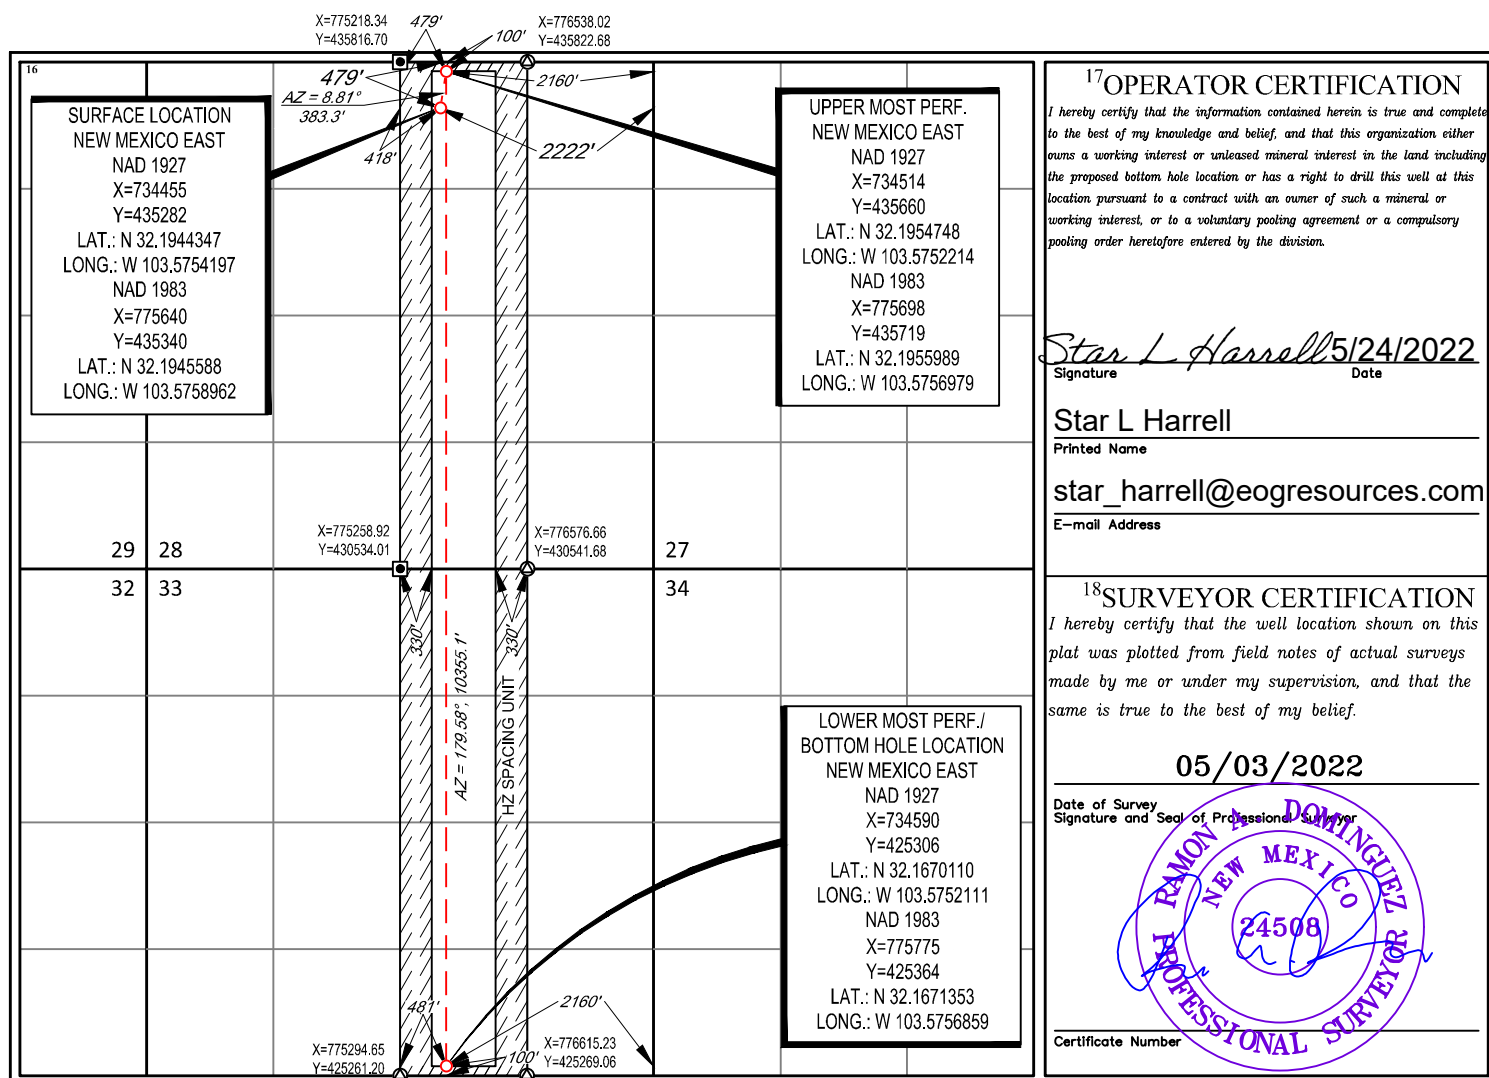 X=775218.34
Y=435816.70
479'
100'
X=776538.02
Y=435822.68
16
479'
AZ = 8.81°
383.3'
418'
2160'
2222'
SURFACE LOCATION
NEW MEXICO EAST
NAD 1927
X=734455
Y=435282
LAT.: N 32.1944347
LONG.: W 103.5754197
NAD 1983
X=775640
Y=435340
LAT.: N 32.1945588
LONG.: W 103.5758962
UPPER MOST PERF.
NEW MEXICO EAST
NAD 1927
X=734514
Y=435660
LAT.: N 32.1954748
LONG.: W 103.5752214
NAD 1983
X=775698
Y=435719
LAT.: N 32.1955989
LONG.: W 103.5756979
X=775258.92
Y=430534.01
X=776576.66
Y=430541.68
29
28
27
32
33
34
330'
330'
AZ = 179.58°, 10355.1'
HZ SPACING UNIT
LOWER MOST PERF./
BOTTOM HOLE LOCATION
NEW MEXICO EAST
NAD 1927
X=734590
Y=425306
LAT.: N 32.1670110
LONG.: W 103.5752111
NAD 1983
X=775775
Y=425364
LAT.: N 32.1671353
LONG.: W 103.5756859
481'
2160'
100'
X=775294.65
Y=425261.20
X=776615.23
Y=425269.06
17OPERATOR CERTIFICATION
I hereby certify that the information contained herein is true and complete
to the best of my knowledge and belief, and that this organization either
owns a working interest or unleased mineral interest in the land including
the proposed bottom hole location or has a right to drill this well at this
location pursuant to a contract with an owner of such a mineral or
working interest, or to a voluntary pooling agreement or a compulsory
pooling order heretofore entered by the division.
Star L Harrell 5/24/2022
Signature Date
Star L Harrell
Printed Name
star_harrell@eogresources.com
E-mail Address
18SURVEYOR CERTIFICATION
I hereby certify that the well location shown on this
plat was plotted from field notes of actual surveys
made by me or under my supervision, and that the
same is true to the best of my belief.
05/03/2022
Date of Survey
Signature and Seal of Professional Surveyor
RAMON A. DOMINGUEZ
NEW MEXICO
24508
PROFESSIONAL SURVEYOR
Certificate Number